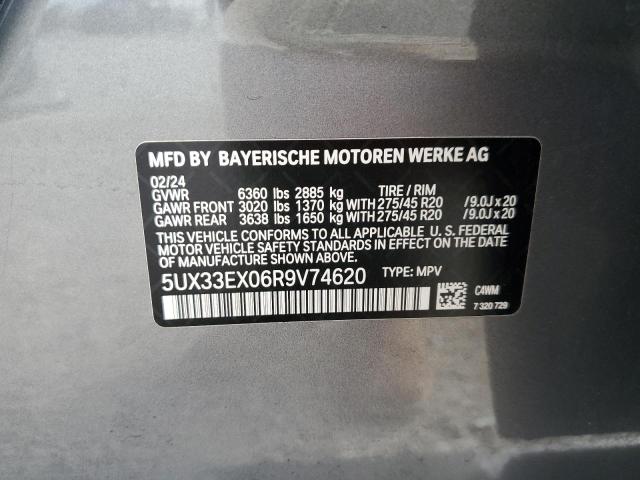 MFD BY BAYERISCHE MOTOREN WERKE AG
02/24
GVWR 6360 lbs 2885 kg TIRE / RIM
GAWR FRONT 3020 lbs 1370 kg WITH 275/45 R20 /9.0J x 20
GAWR REAR 3638 lbs 1650 kg WITH 275/45 R20 /9.0J x 20
THIS VEHICLE CONFORMS TO ALL APPLICABLE U. S. FEDERAL
MOTOR VEHICLE SAFETY STANDARDS IN EFFECT ON THE
DATE OF MANUFACTURE SHOWN ABOVE.
5UX33EX06R9V74620 TYPE: MPV
C4WM
7 320 729